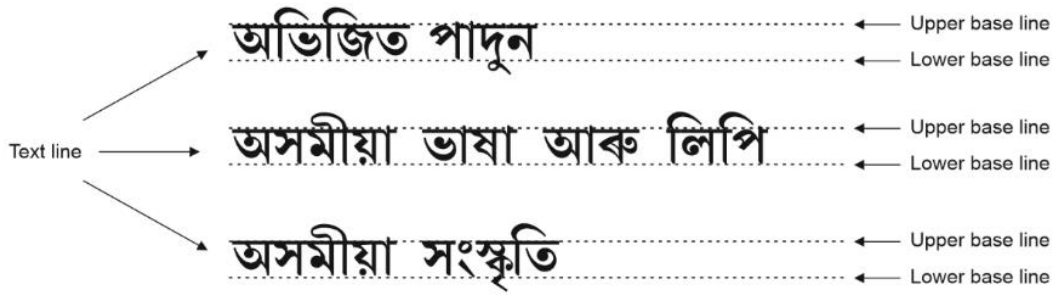 অভিজিত পাদুন
Upper base line
Lower base line
Text line
অসমীয়া ভাষা আৰু লিপি
Upper base line
Lower base line
অসমীয়া সংস্কৃতি
Upper base line
Lower base line